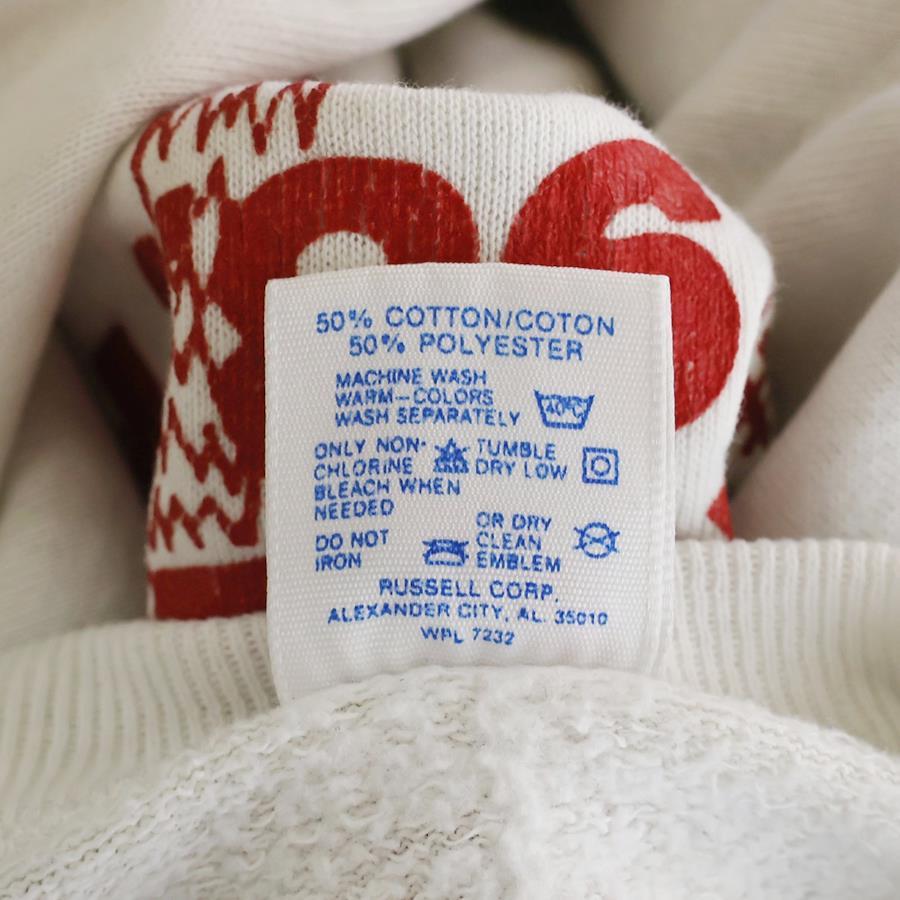 50% COTTON/COTON
50% POLYESTER
MACHINE WASH
WARM—COLORS
WASH SEPARATELY
40°C
ONLY NON-
CHLORINE
BLEACH WHEN
NEEDED
TUMBLE
DRY LOW
DO NOT
IRON
OR DRY
CLEAN
EMBLEM
RUSSELL CORP.
ALEXANDER CITY, AL. 35010
WPL 7232